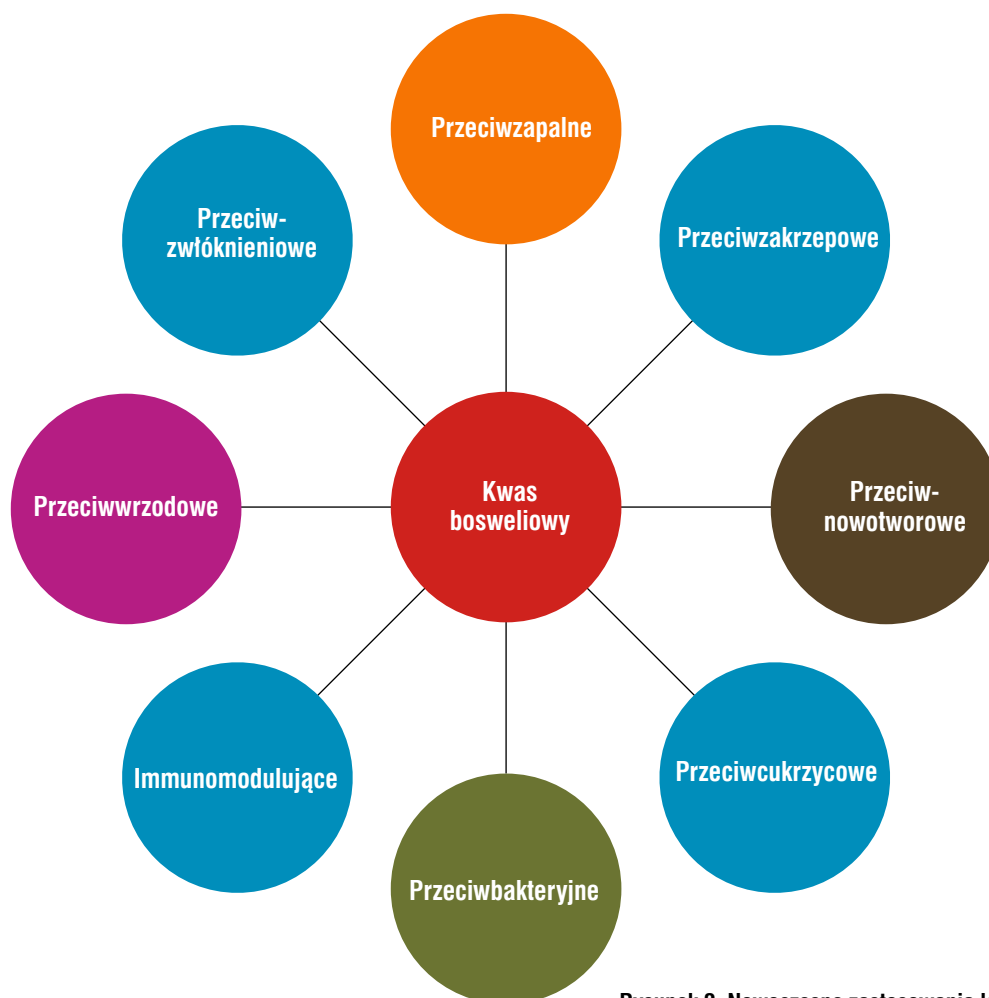 Przeciwzapalne
Przeciw-
zwłóknieniowe
Przeciwzakrzepowe
Przeciwwrzodowe
Kwas
bosweliowy
Przeciw-
nowotworowe
Immunomodulujące
Przeciwcukrzycowe
Przeciwbakteryjne